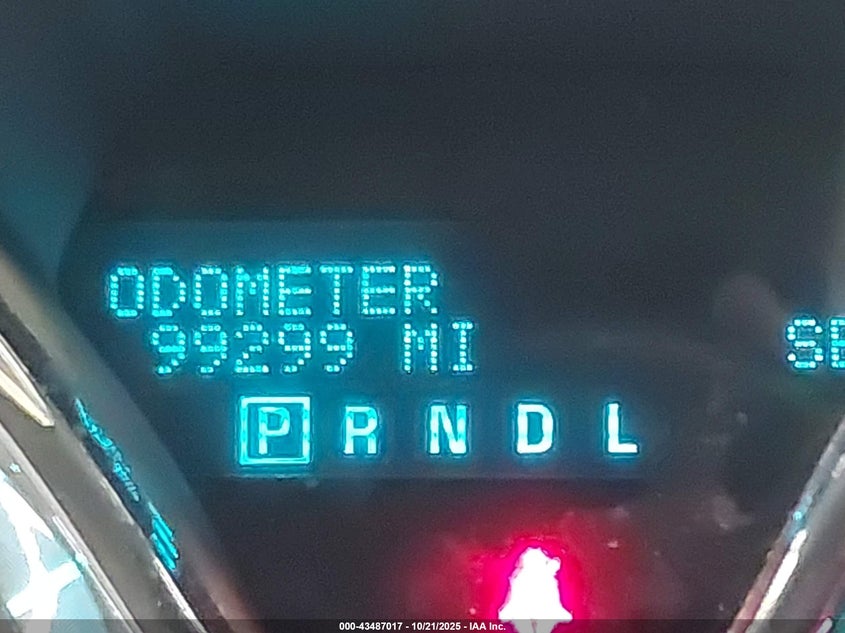 ODOMETER
99299 MI
P R N D L
000-43487017 - 10/21/2025 - IAA Inc.